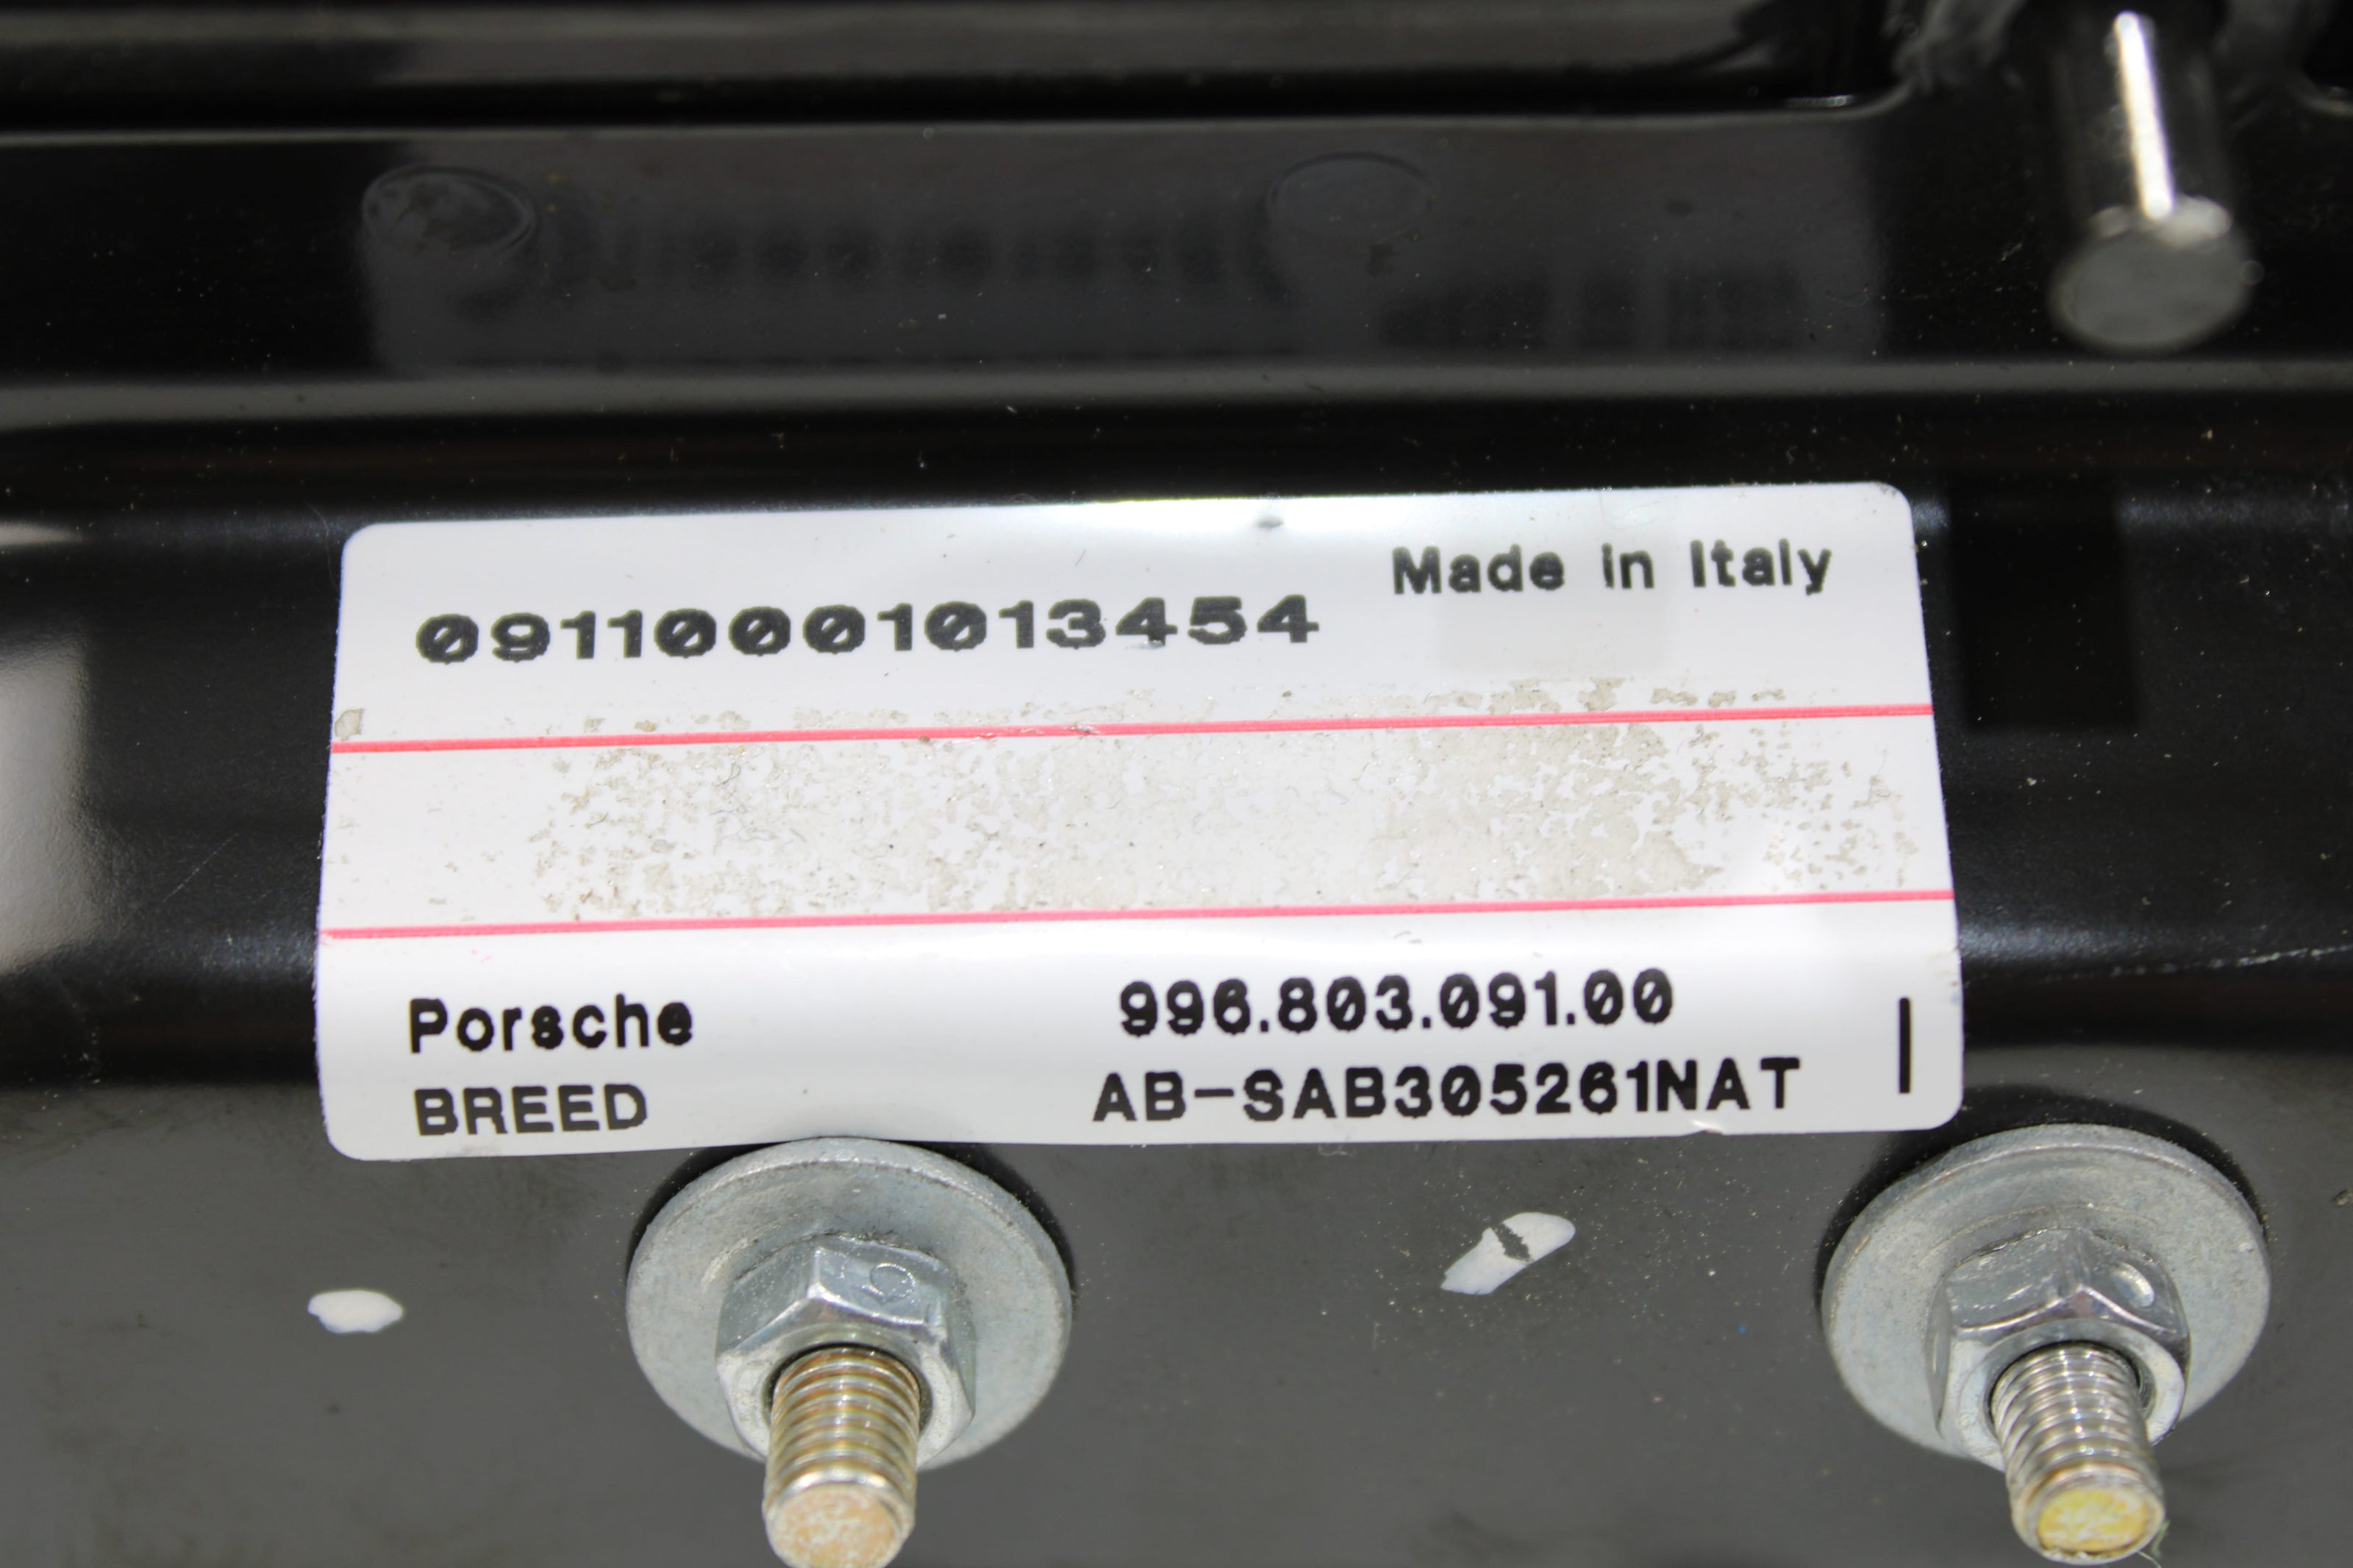 Made in Italy
09110001013454
Porsche 996.803.091.00
BREED AB-SAB305261NAT